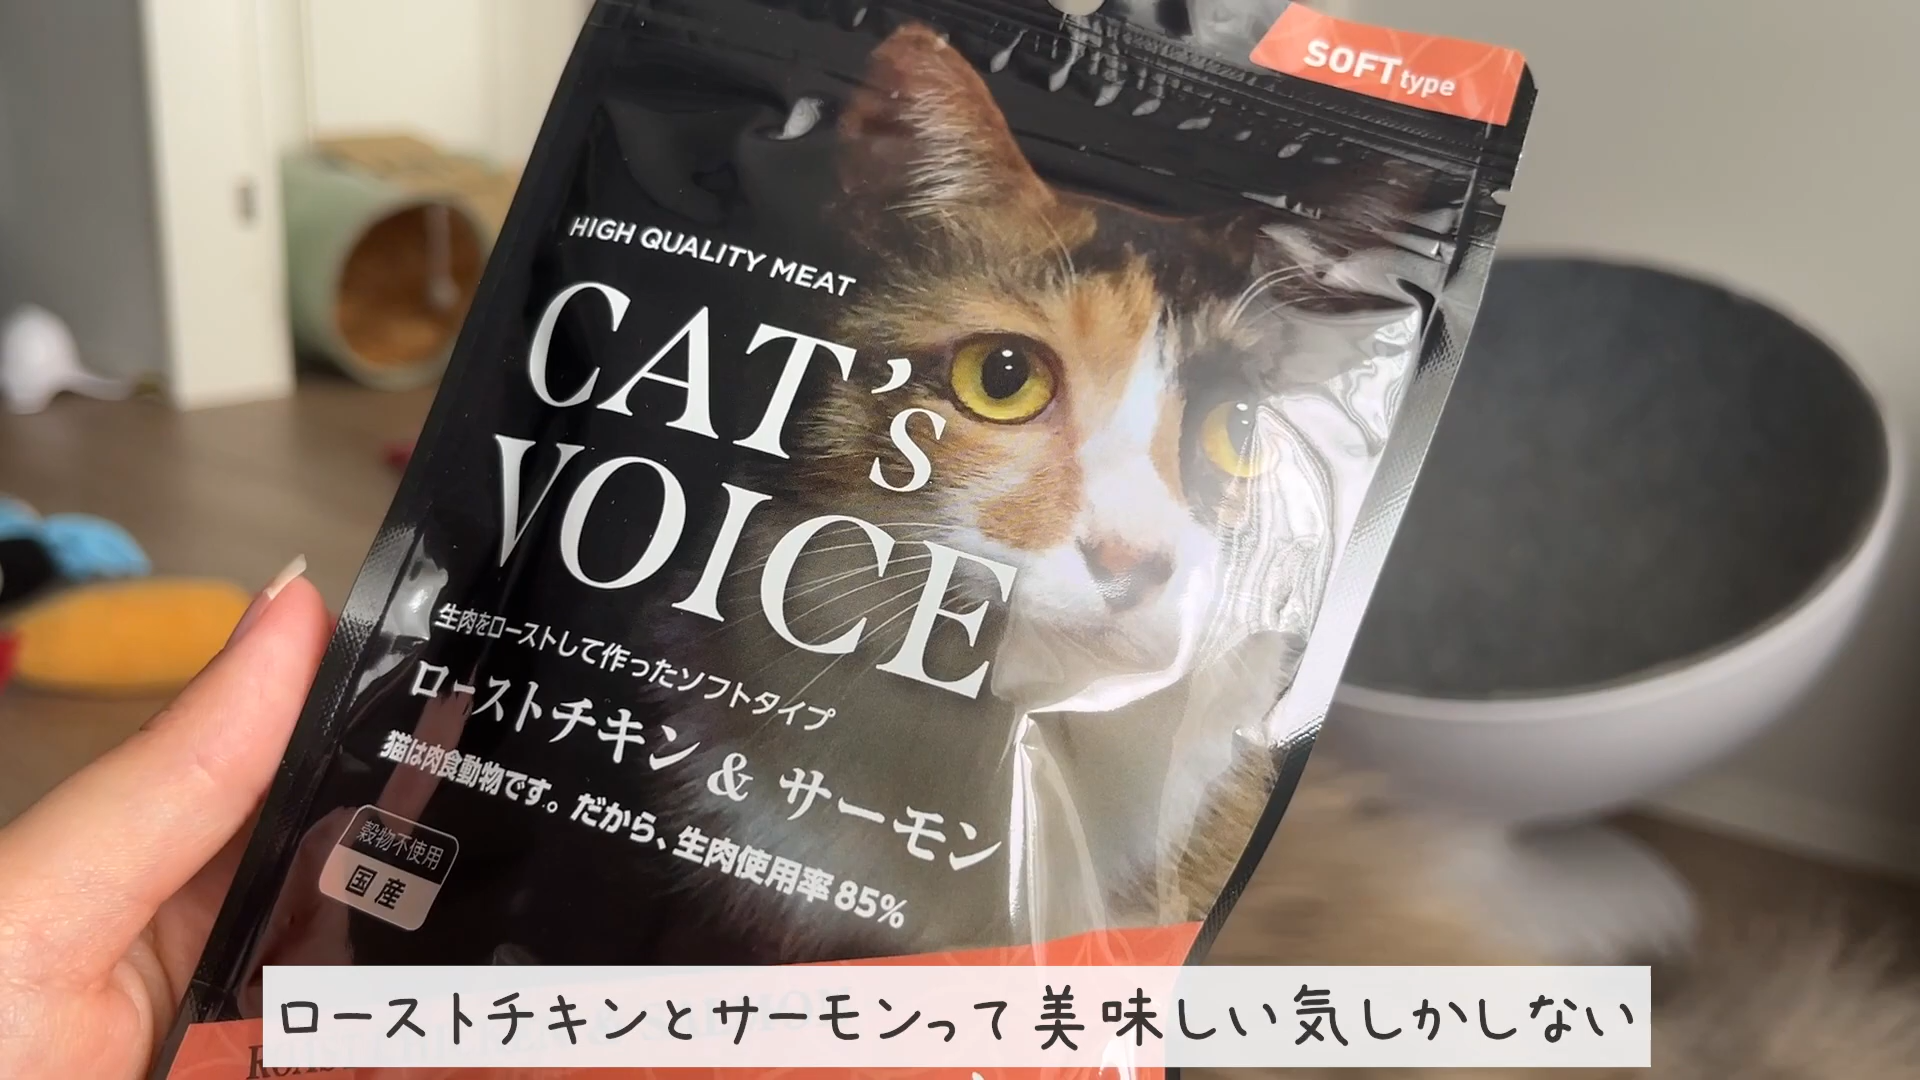 SOFT type
HIGH QUALITY MEAT
CAT's
VOICE
生肉をローストして作ったソフトタイプ
ローストチキン & サーモン
猫は肉食動物です。だから、生肉使用率85%
穀物不使用
国産
ローストチキンとサーモンって美味しい気しかしない